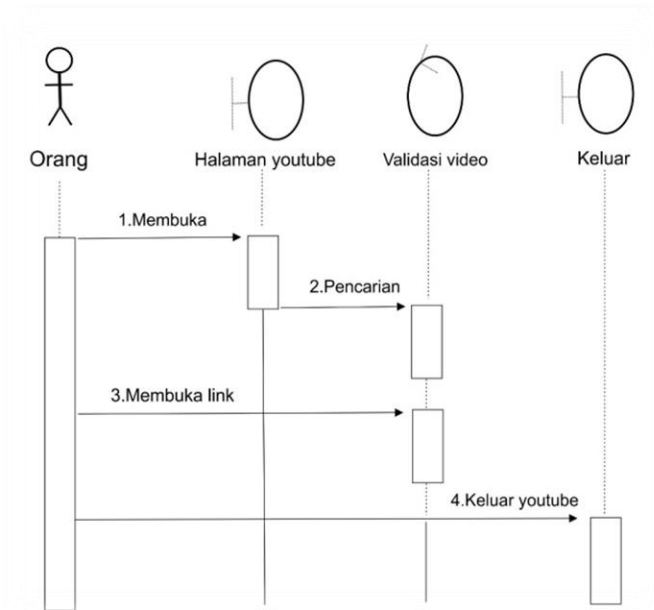 Orang
Halaman youtube
Validasi video
Keluar
1.Membuka
2.Pencarian
3.Membuka link
4.Keluar youtube